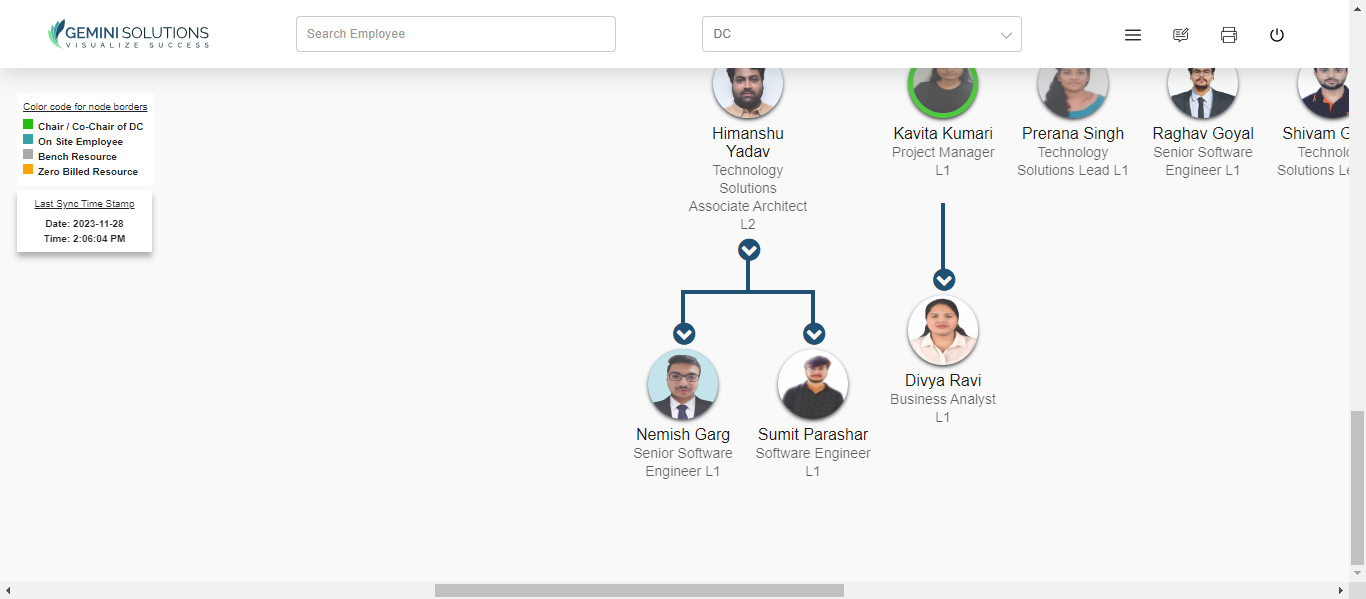 GEMINI SOLUTIONS
VISUALIZE SUCCESS
Search Employee
DC
Color code for node borders
Chair / Co-Chair of DC
On Site Employee
Bench Resource
Zero Billed Resource
Last Sync Time Stamp
Date: 2023-11-28
Time: 2:06:04 PM
Himanshu
Yadav
Technology
Solutions
Associate Architect
L2
Kavita Kumari
Project Manager
L1
Prerana Singh
Technology
Solutions Lead L1
Raghav Goyal
Senior Software
Engineer L1
Shivam G
Technol
Solutions Le
Nemish Garg
Senior Software
Engineer L1
Sumit Parashar
Software Engineer
L1
Divya Ravi
Business Analyst
L1